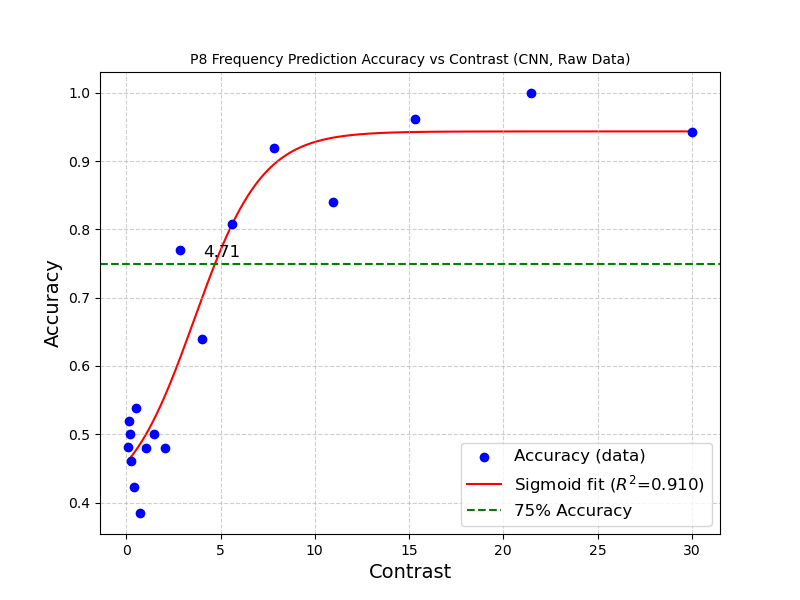 P8 Frequency Prediction Accuracy vs Contrast (CNN, Raw Data)
1.0
0.9
0.8
0.7
0.6
0.5
0.4
Accuracy
4.71
Accuracy (data)
Sigmoid fit (R²=0.910)
75% Accuracy
0 5 10 15 20 25 30
Contrast